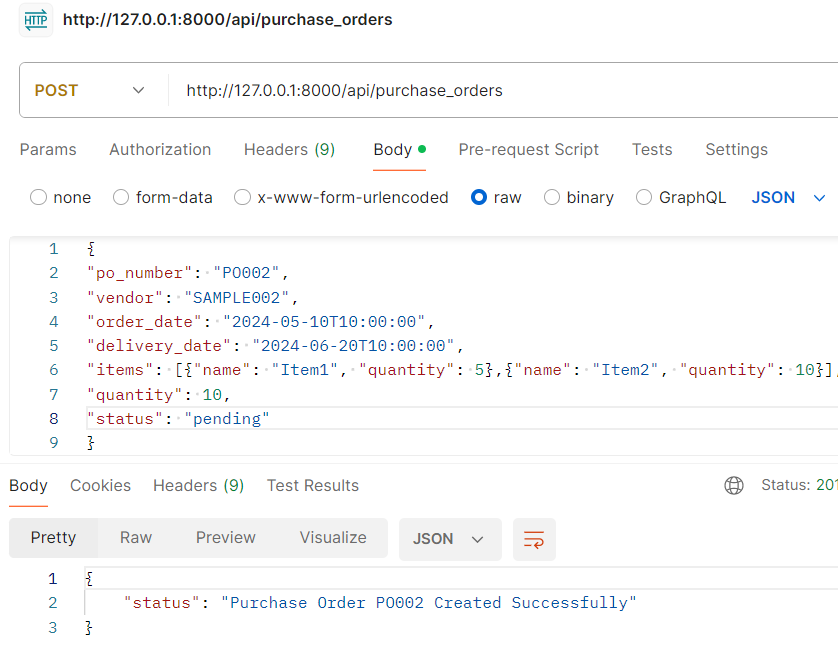 HTTP http://127.0.0.1:8000/api/purchase_orders
POST http://127.0.0.1:8000/api/purchase_orders
Params Authorization Headers (9) Body Pre-request Script Tests Settings
none form-data x-www-form-urlencoded raw binary GraphQL JSON
1 {
2 "po_number": "PO002",
3 "vendor": "SAMPLE002",
4 "order_date": "2024-05-10T10:00:00",
5 "delivery_date": "2024-06-20T10:00:00",
6 "items": [{"name": "Item1", "quantity": 5},{"name": "Item2", "quantity": 10}],
7 "quantity": 10,
8 "status": "pending"
9 }
Body Cookies Headers (9) Test Results Status: 201
Pretty Raw Preview Visualize JSON
1 {
2 "status": "Purchase Order PO002 Created Successfully"
3 }